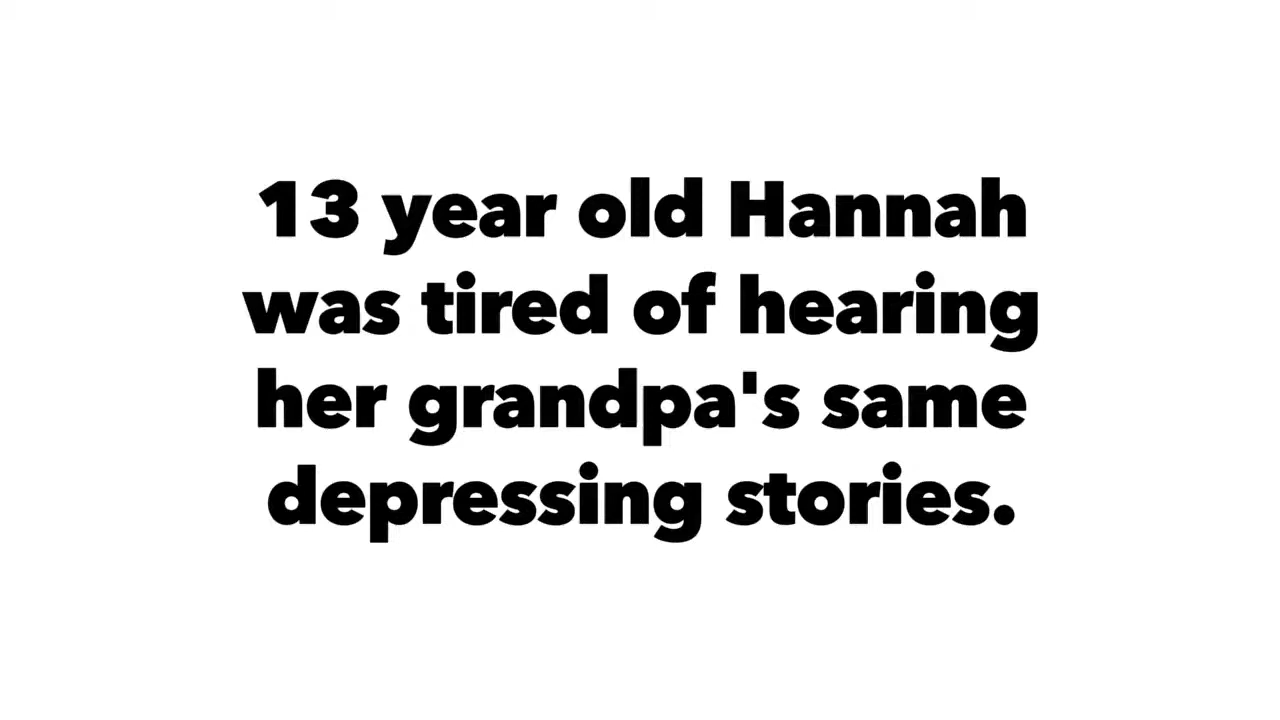 13 year old Hannah
was tired of hearing
her grandpa's same
depressing stories.